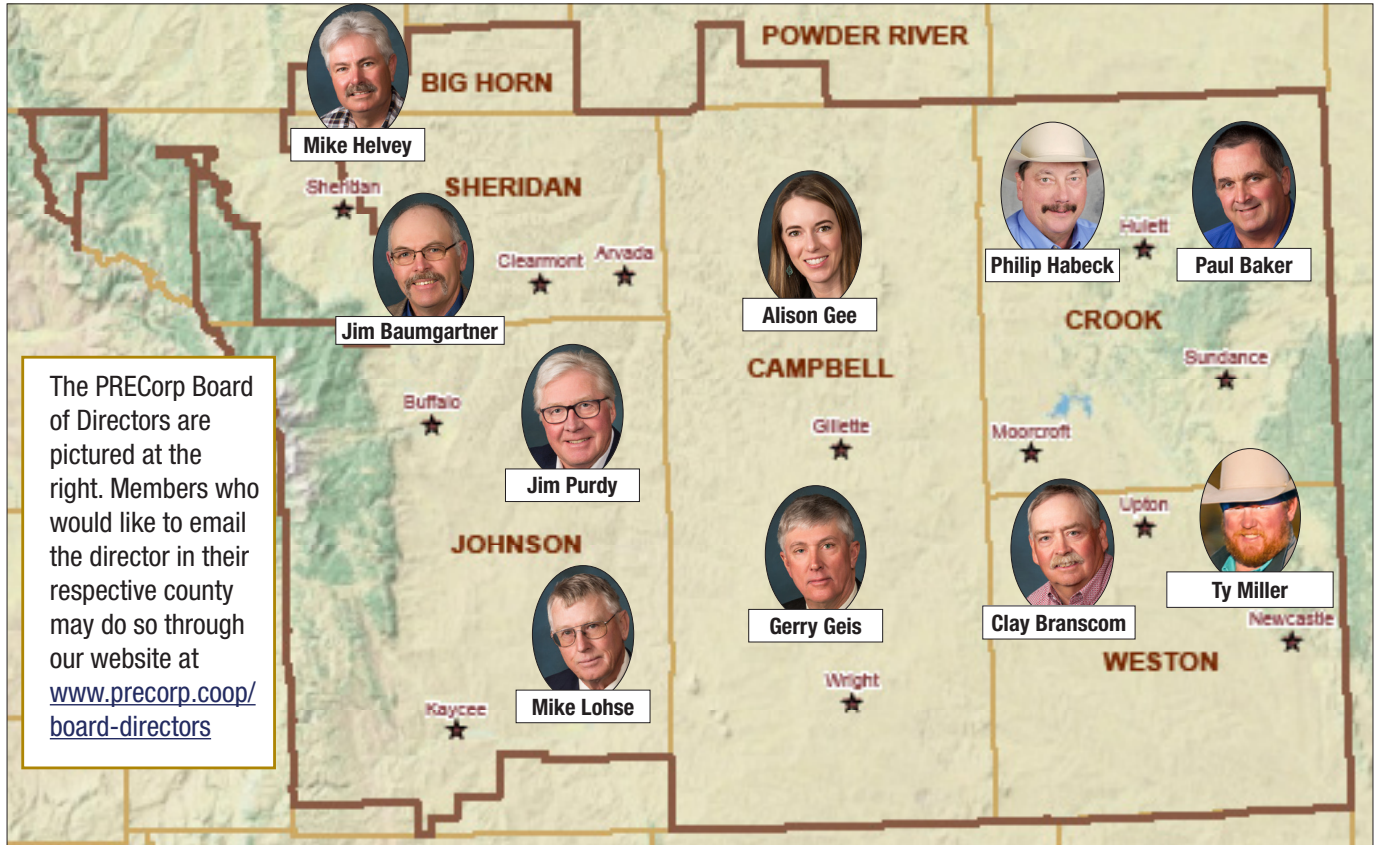 POWDER RIVER
BIG HORN
Mike Helvey
Sheridan
SHERIDAN
Clearmont
Arvada
Jim Baumgartner
Alison Gee
Philip Habeck
Hulett
Paul Baker
CROOK
Sundance
CAMPBELL
Buffalo
Gillette
Moorcroft
Jim Purdy
Upton
JOHNSON
Ty Miller
Gerry Geis
Clay Branscom
Newcastle
WESTON
Wright
Mike Lohse
Kaycee
The PRECorp Board
of Directors are
pictured at the
right. Members who
would like to email
the director in their
respective county
may do so through
our website at
www.precorp.coop/
board-directors